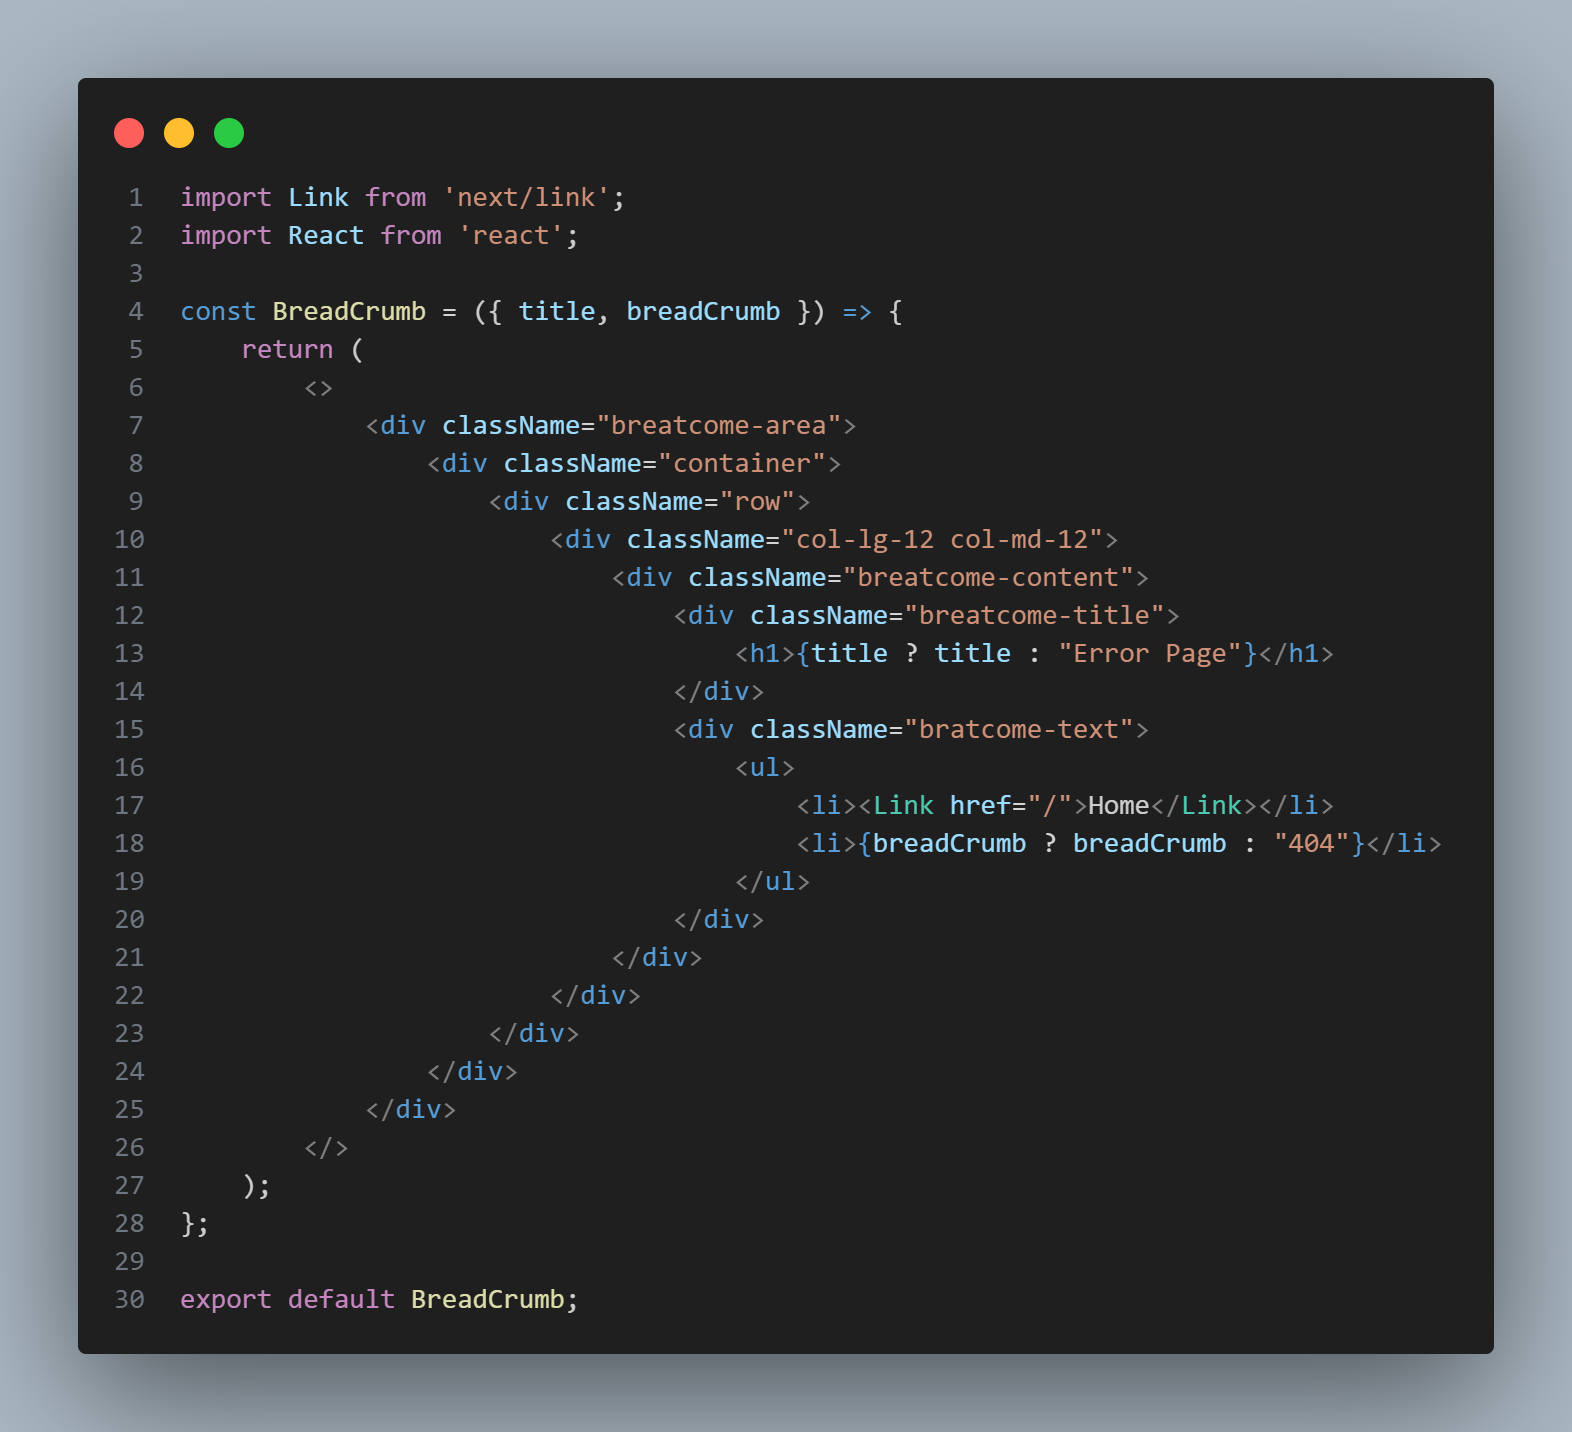 1 import Link from 'next/link';
2 import React from 'react';
3
4 const BreadCrumb = ({ title, breadCrumb }) => {
5     return (
6         <>
7             <div className="breatcome-area">
8                 <div className="container">
9                     <div className="row">
10                         <div className="col-lg-12 col-md-12">
11                             <div className="breatcome-content">
12                                 <div className="breatcome-title">
13                                     <h1>{title ? title : "Error Page"}</h1>
14                                 </div>
15                                 <div className="bratcome-text">
16                                     <ul>
17                                         <li><Link href="/">Home</Link></li>
18                                         <li>{breadCrumb ? breadCrumb : "404"}</li>
19                                     </ul>
20                                 </div>
21                             </div>
22                         </div>
23                     </div>
24                 </div>
25             </div>
26         </>
27     );
28 };
29
30 export default BreadCrumb;